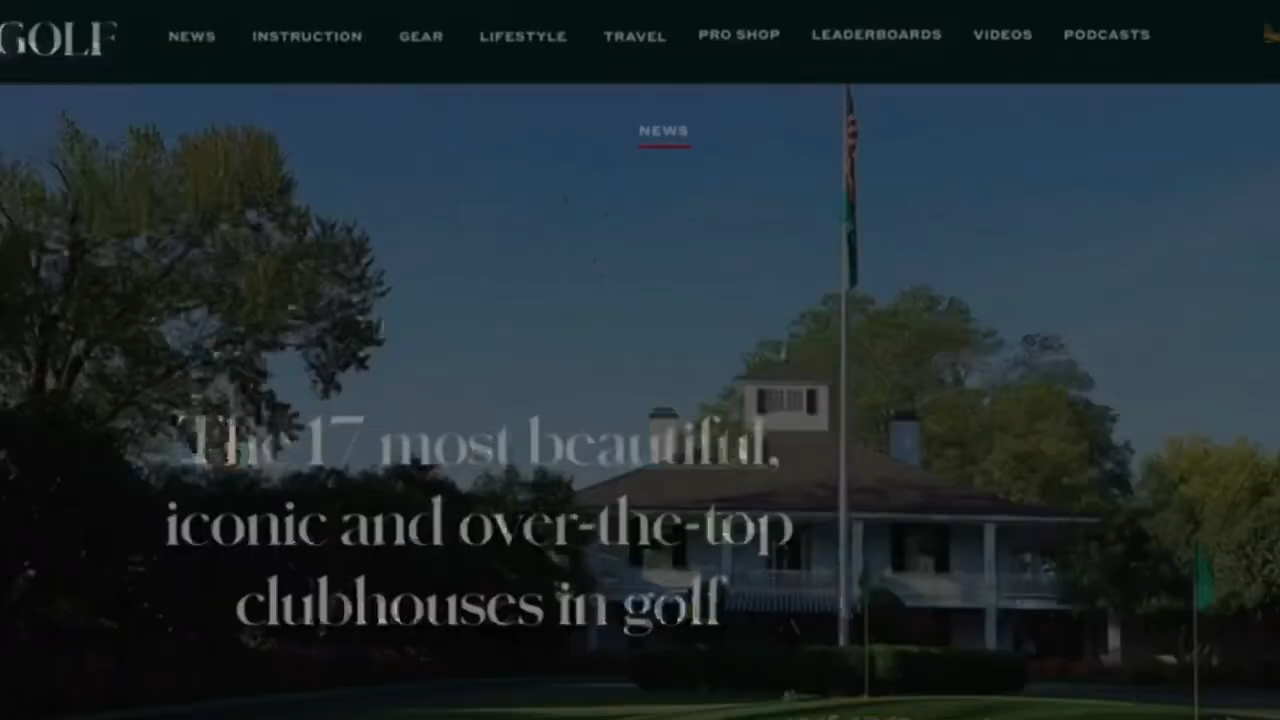 GOLF
NEWS INSTRUCTION GEAR LIFESTYLE TRAVEL PRO SHOP LEADERBOARDS VIDEOS PODCASTS
NEWS
The 17 most beautiful,
iconic and over-the-top
clubhouses in golf